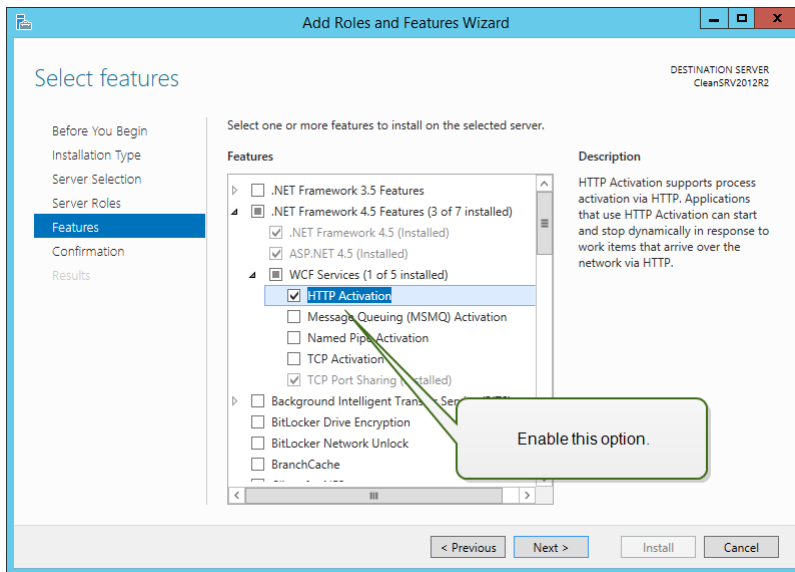 Add Roles and Features Wizard
Select features
DESTINATION SERVER
CleanSRV2012R2
Before You Begin
Installation Type
Server Selection
Server Roles
Features
Confirmation
Results
Select one or more features to install on the selected server.
Features
.NET Framework 3.5 Features
.NET Framework 4.5 Features (3 of 7 installed)
.NET Framework 4.5 (Installed)
ASP.NET 4.5 (Installed)
WCF Services (1 of 5 installed)
HTTP Activation
Message Queuing (MSMQ) Activation
Named Pipe Activation
TCP Activation
TCP Port Sharing (Installed)
Background Intelligent Transfer
BitLocker Drive Encryption
BitLocker Network Unlock
BranchCache
Enable this option.
Description
HTTP Activation supports process
activation via HTTP. Applications
that use HTTP Activation can start
and stop dynamically in response to
work items that arrive over the
network via HTTP.
< Previous
Next >
Install
Cancel